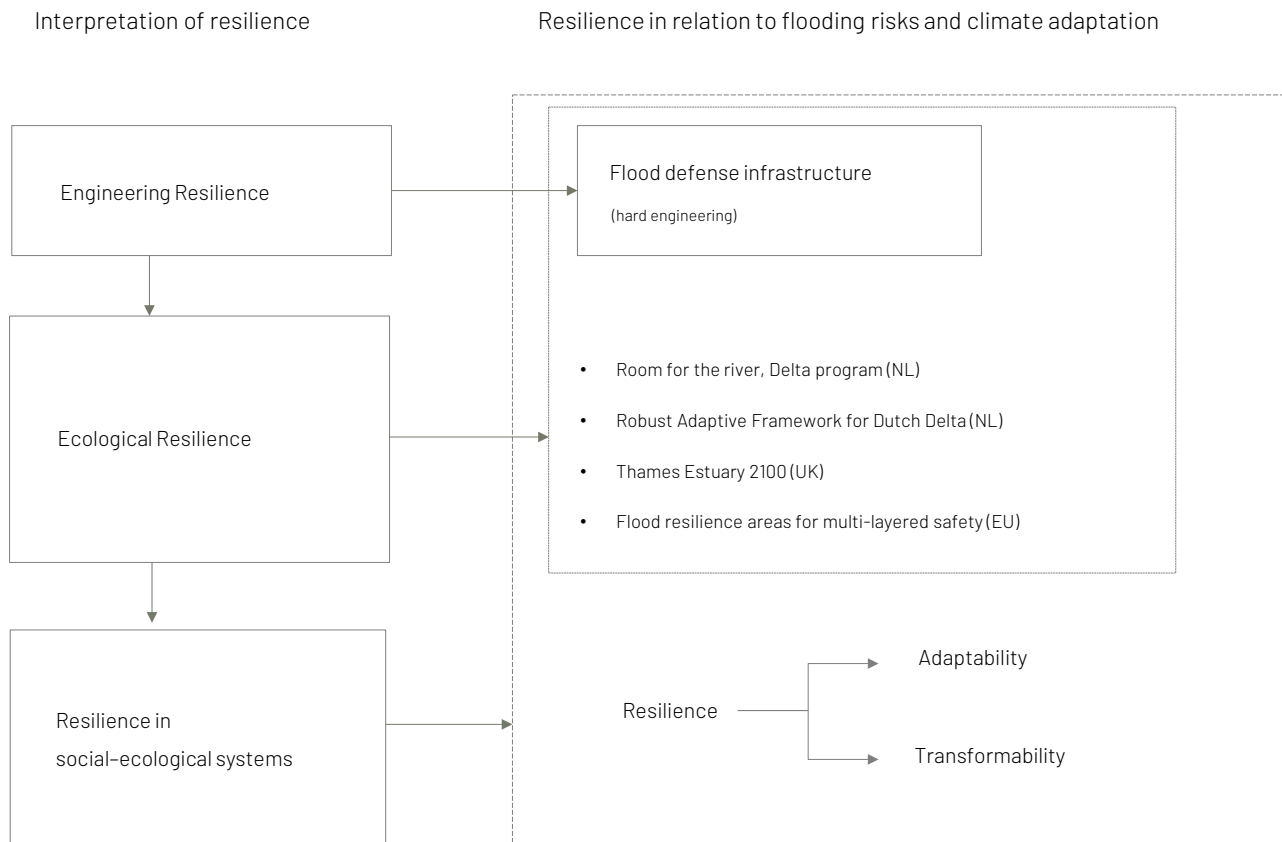 Interpretation of resilience
Resilience in relation to flooding risks and climate adaptation
Engineering Resilience
Flood defense infrastructure
(hard engineering)
Ecological Resilience
• Room for the river, Delta program (NL)
• Robust Adaptive Framework for Dutch Delta (NL)
• Thames Estuary 2100 (UK)
• Flood resilience areas for multi-layered safety (EU)
Resilience in
social-ecological systems
Resilience
Adaptability
Transformability